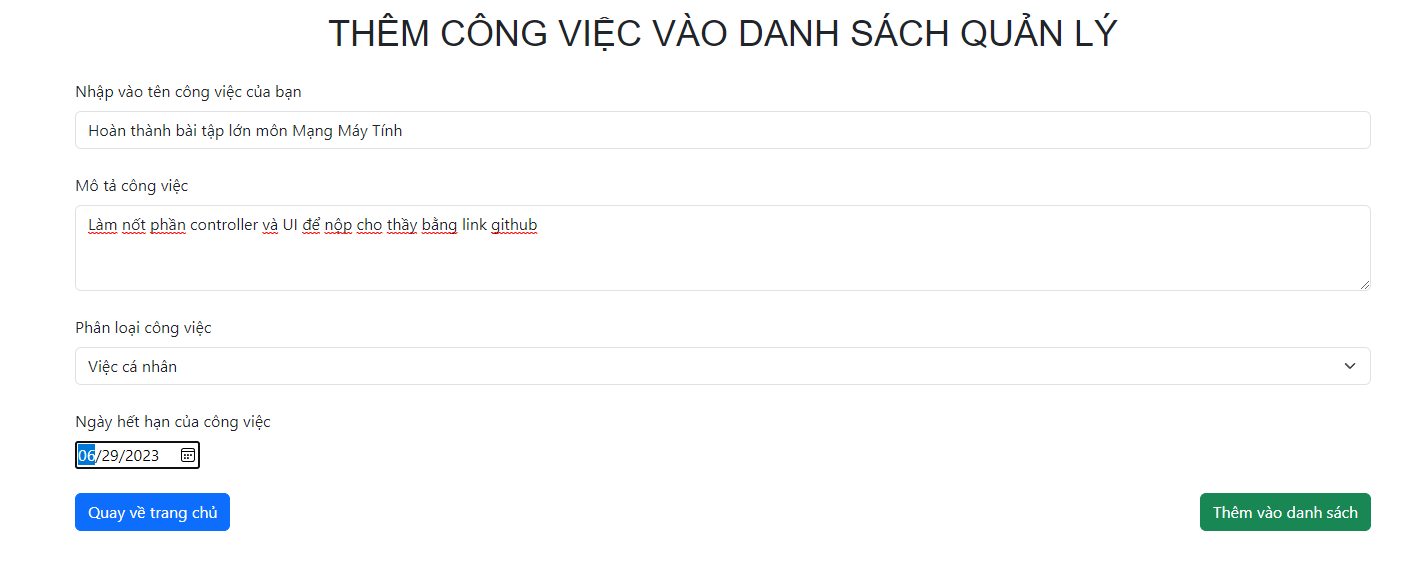 THÊM CÔNG VIỆC VÀO DANH SÁCH QUẢN LÝ
Nhập vào tên công việc của bạn
Hoàn thành bài tập lớn môn Mạng Máy Tính
Mô tả công việc
Làm nốt phần controller và UI để nộp cho thầy bằng link github
Phân loại công việc
Việc cá nhân
Ngày hết hạn của công việc
06/29/2023
Quay về trang chủ
Thêm vào danh sách